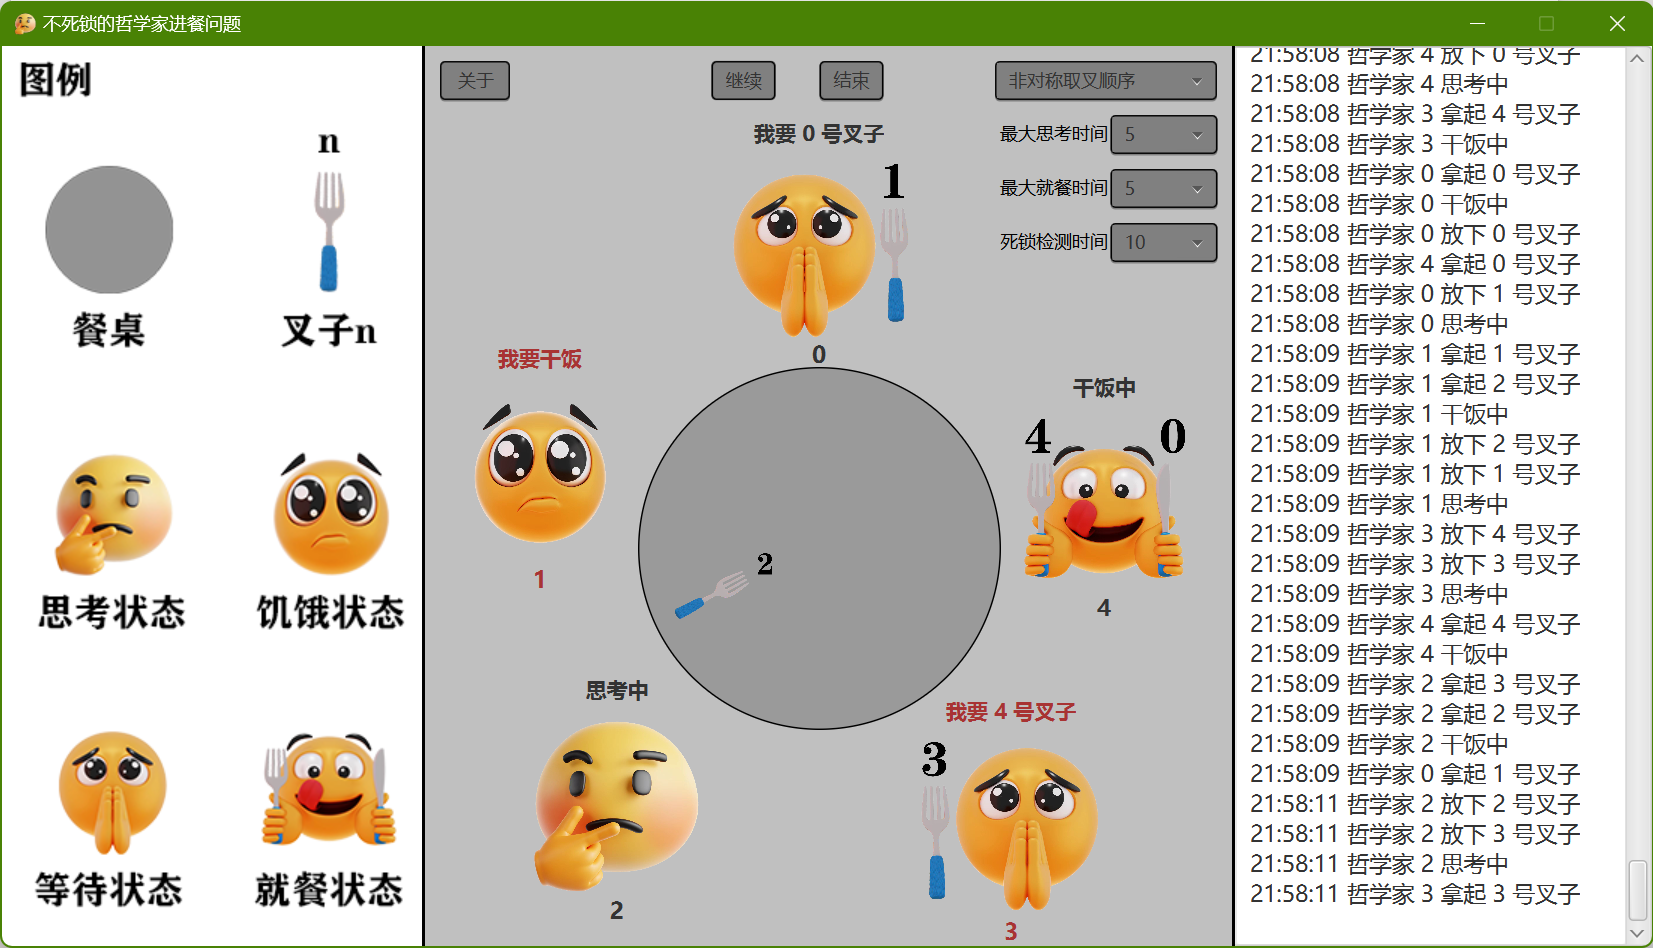 不死锁的哲学家进餐问题
图例
n
餐桌
叉子n
思考状态
饥饿状态
等待状态
就餐状态
关于
继续
结束
非对称取叉顺序
最大思考时间
5
最大就餐时间
5
死锁检测时间
10
我要 0 号叉子
1
0
我要干饭
1
干饭中
4
0
4
2
思考中
2
我要 4 号叉子
3
3
21:58:08 哲学家 4 放下 0 号叉子
21:58:08 哲学家 4 思考中
21:58:08 哲学家 3 拿起 4 号叉子
21:58:08 哲学家 3 干饭中
21:58:08 哲学家 0 拿起 0 号叉子
21:58:08 哲学家 0 干饭中
21:58:08 哲学家 0 放下 0 号叉子
21:58:08 哲学家 4 拿起 0 号叉子
21:58:08 哲学家 0 放下 1 号叉子
21:58:08 哲学家 0 思考中
21:58:09 哲学家 1 拿起 1 号叉子
21:58:09 哲学家 1 拿起 2 号叉子
21:58:09 哲学家 1 干饭中
21:58:09 哲学家 1 放下 2 号叉子
21:58:09 哲学家 1 放下 1 号叉子
21:58:09 哲学家 1 思考中
21:58:09 哲学家 3 放下 4 号叉子
21:58:09 哲学家 3 放下 3 号叉子
21:58:09 哲学家 3 思考中
21:58:09 哲学家 4 拿起 4 号叉子
21:58:09 哲学家 4 干饭中
21:58:09 哲学家 2 拿起 3 号叉子
21:58:09 哲学家 2 拿起 2 号叉子
21:58:09 哲学家 2 干饭中
21:58:09 哲学家 0 拿起 1 号叉子
21:58:11 哲学家 2 放下 2 号叉子
21:58:11 哲学家 2 放下 3 号叉子
21:58:11 哲学家 2 思考中
21:58:11 哲学家 3 拿起 3 号叉子